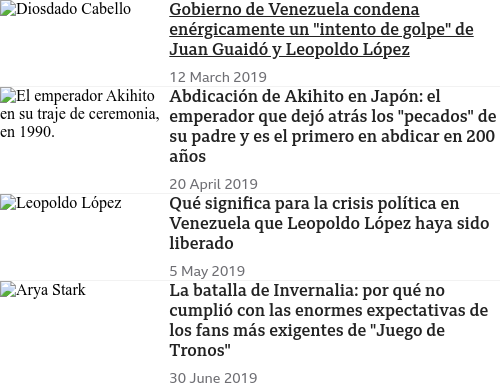 Diosdado Cabello
Gobierno de Venezuela condena
enérgicamente un "intento de golpe" de
Juan Guaidó y Leopoldo López
12 March 2019
El emperador Akihito
en su traje de ceremonia,
en 1990.
Abdicación de Akihito en Japón: el
emperador que dejó atrás los "pecados" de
su padre y es el primero en abdicar en 200
años
20 April 2019
Leopoldo López
Qué significa para la crisis política en
Venezuela que Leopoldo López haya sido
liberado
5 May 2019
Arya Stark
La batalla de Invernalia: por qué no
cumplió con las enormes expectativas de
los fans más exigentes de "Juego de
Tronos"
30 June 2019